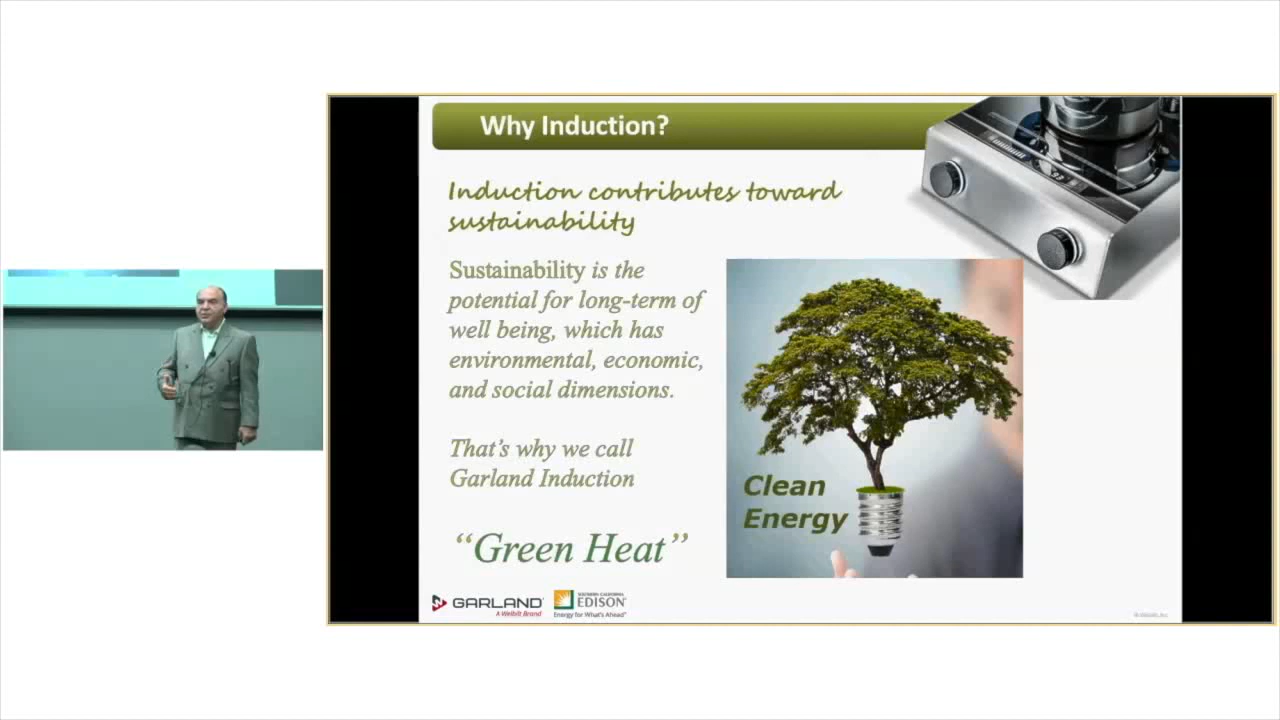 Why Induction?
Induction contributes toward
sustainability
Sustainability is the
potential for long-term of
well being, which has
environmental, economic,
and social dimensions.
That's why we call
Garland Induction
“Green Heat”
Clean
Energy
GARLAND
A Welbilt Brand
SOUTHERN CALIFORNIA
EDISON
Energy for What's Ahead